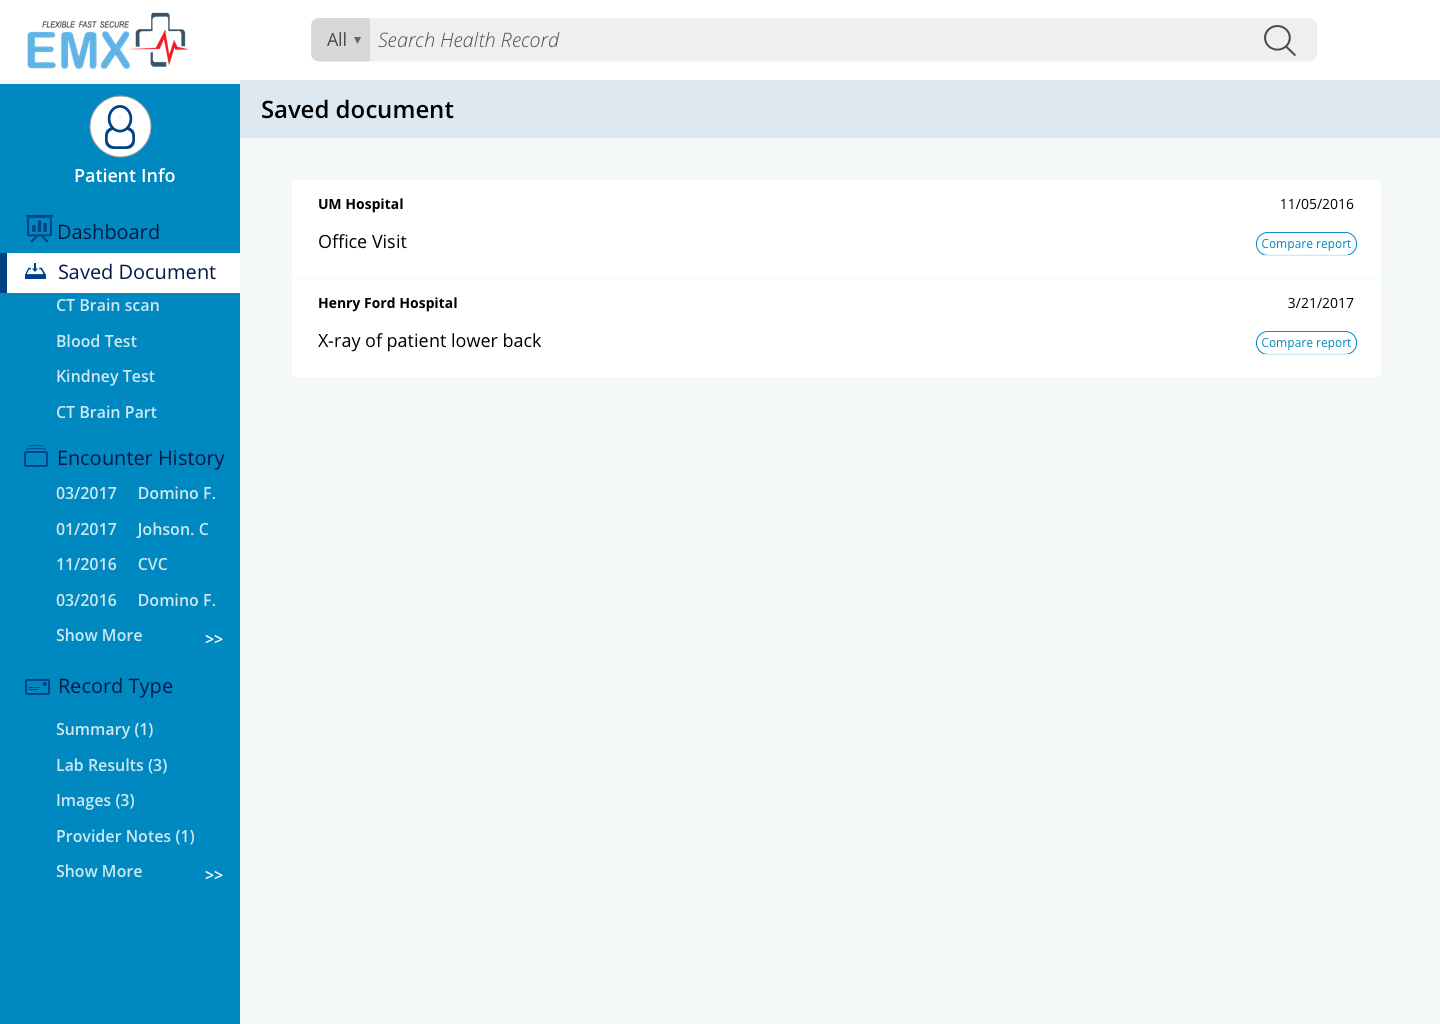 FLEXIBLE FAST SECURE
EMX
All ▾ Search Health Record
Patient Info
Dashboard
Saved Document
CT Brain scan
Blood Test
Kindney Test
CT Brain Part
Encounter History
03/2017 Domino F.
01/2017 Johson. C
11/2016 CVC
03/2016 Domino F.
Show More >>
Record Type
Summary (1)
Lab Results (3)
Images (3)
Provider Notes (1)
Show More >>
Saved document
UM Hospital 11/05/2016
Office Visit Compare report
Henry Ford Hospital 3/21/2017
X-ray of patient lower back Compare report